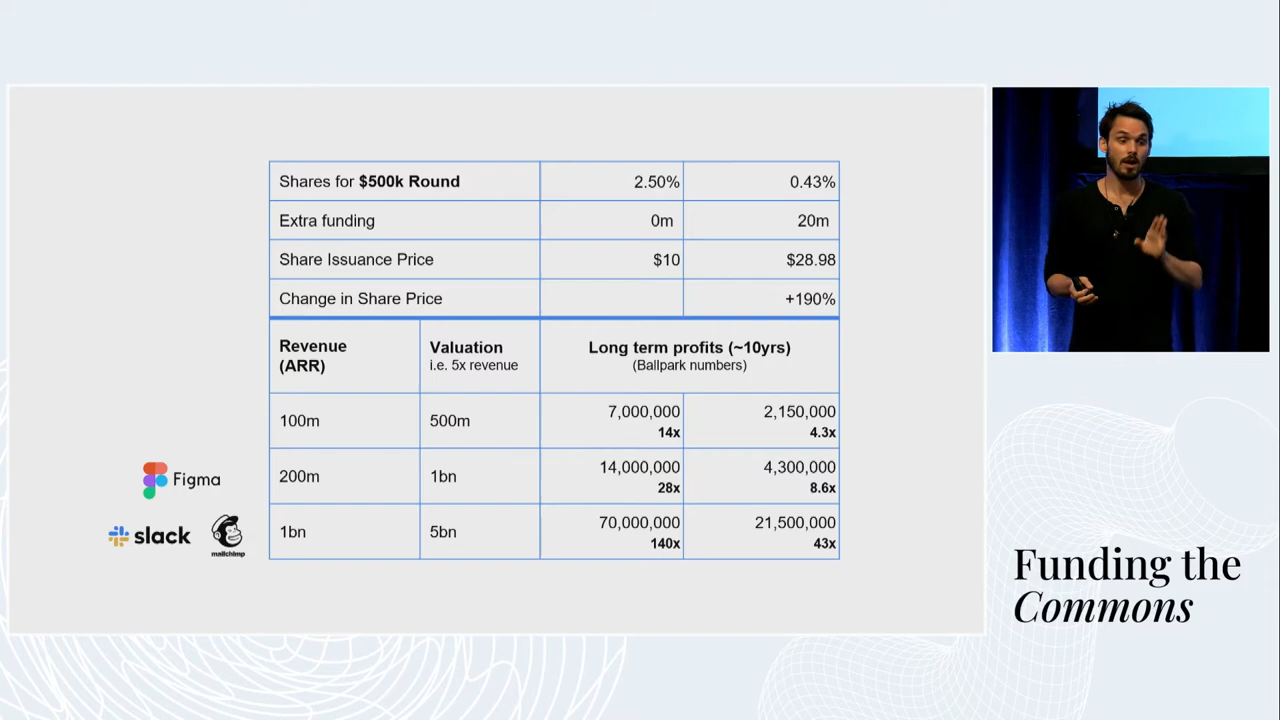 Shares for $500k Round 2.50% 0.43%
Extra funding 0m 20m
Share Issuance Price $10 $28.98
Change in Share Price +190%
Revenue (ARR) Valuation i.e. 5x revenue Long term profits (~10yrs) (Ballpark numbers)
100m 500m 7,000,000 14x 2,150,000 4.3x
Figma 200m 1bn 14,000,000 28x 4,300,000 8.6x
slack mailchimp 1bn 5bn 70,000,000 140x 21,500,000 43x
Funding the
Commons